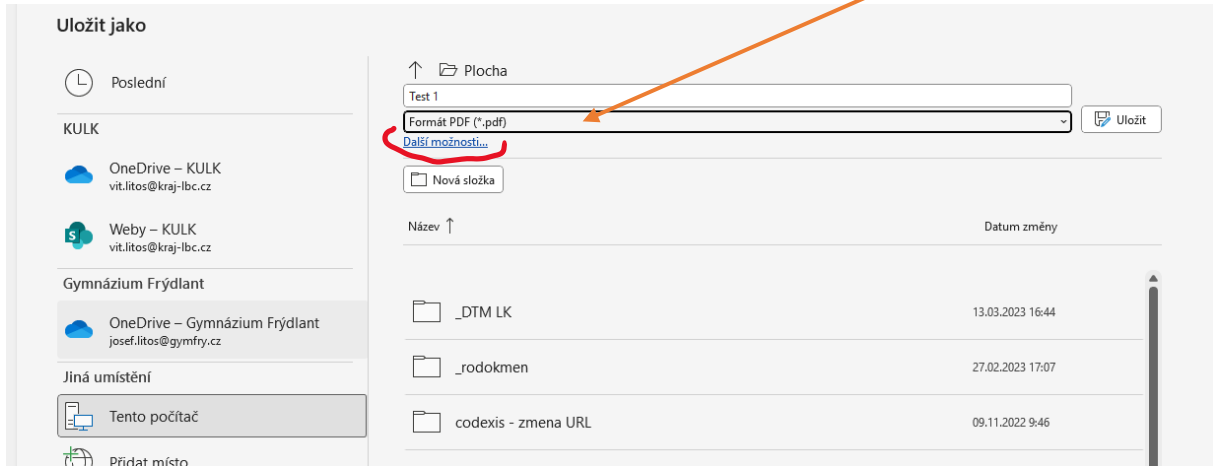 Uložit jako
Poslední
KULK
OneDrive – KULK
vit.litos@kraj-lbc.cz
Weby – KULK
vit.litos@kraj-lbc.cz
Gymnázium Frýdlant
OneDrive – Gymnázium Frýdlant
josef.litos@gymfry.cz
Jiná umístění
Tento počítač
Přidat místo
Plocha
Test 1
Formát PDF (*.pdf)
Uložit
Další možnosti...
Nová složka
Název Datum změny
_DTM LK 13.03.2023 16:44
_rodokmen 27.02.2023 17:07
codexis - zmena URL 09.11.2022 9:46